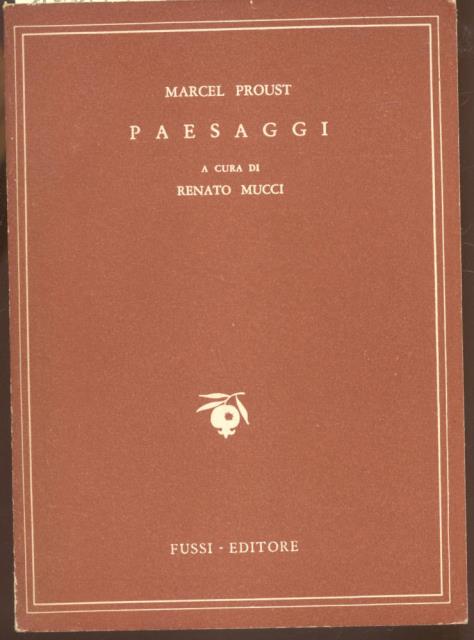 MARCEL PROUST
PAESAGGI
A CURA DI
RENATO MUCCI
FUSSI - EDITORE